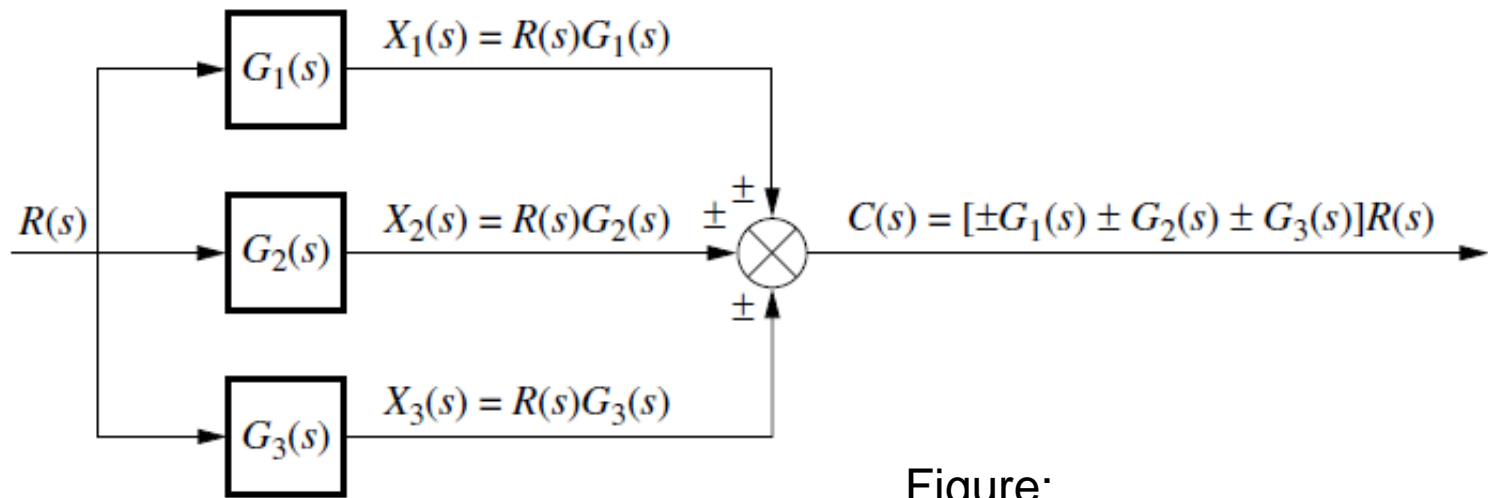 X₁(s) = R(s)G₁(s)
G₁(s)
±
R(s)
G₂(s)
X₂(s) = R(s)G₂(s)
±
C(s) = [±G₁(s) ± G₂(s) ± G₃(s)]R(s)
±
X₃(s) = R(s)G₃(s)
G₃(s)
Figure: